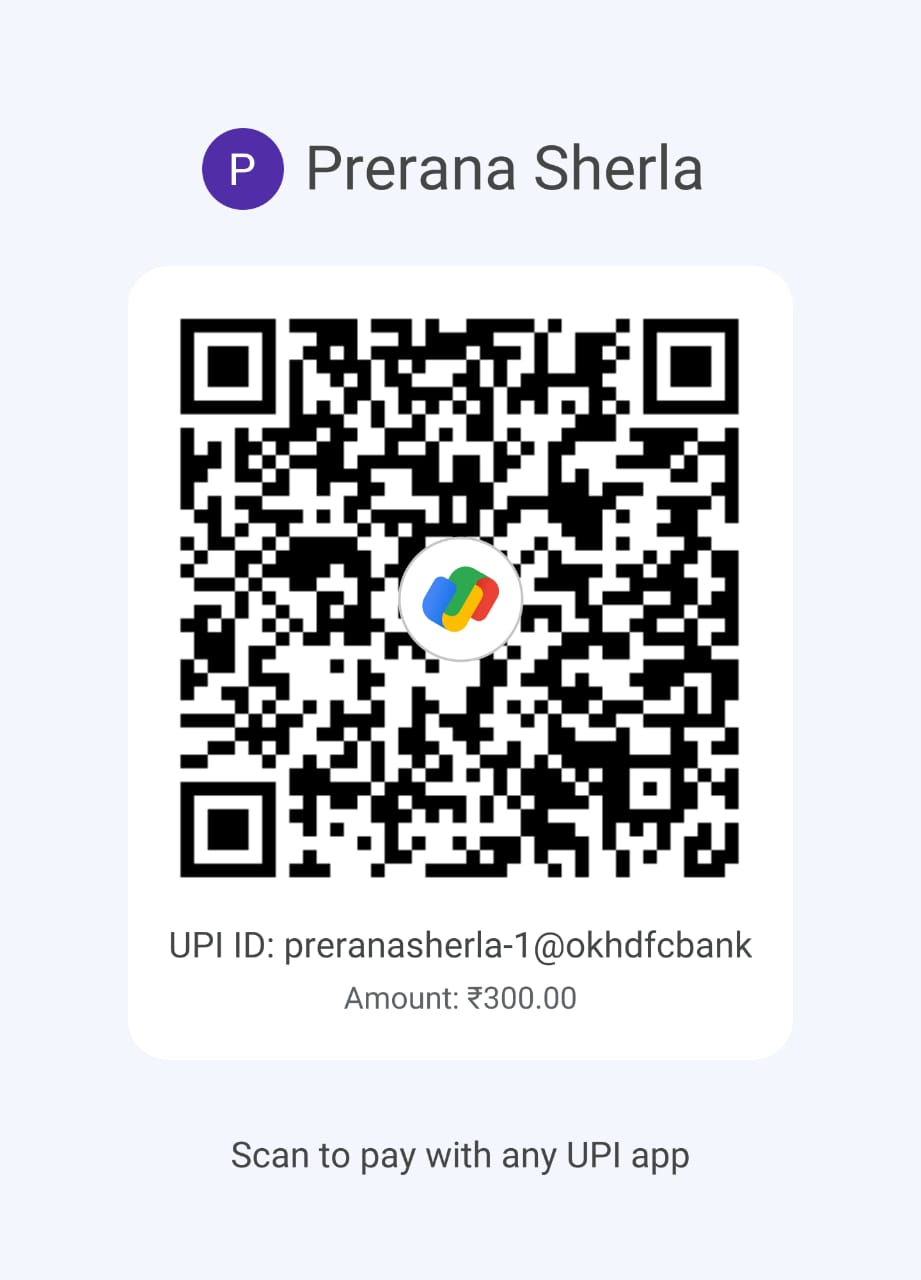 P Prerana Sherla
UPI ID: preranasherla-1@okhdfcbank
Amount: ₹300.00
Scan to pay with any UPI app